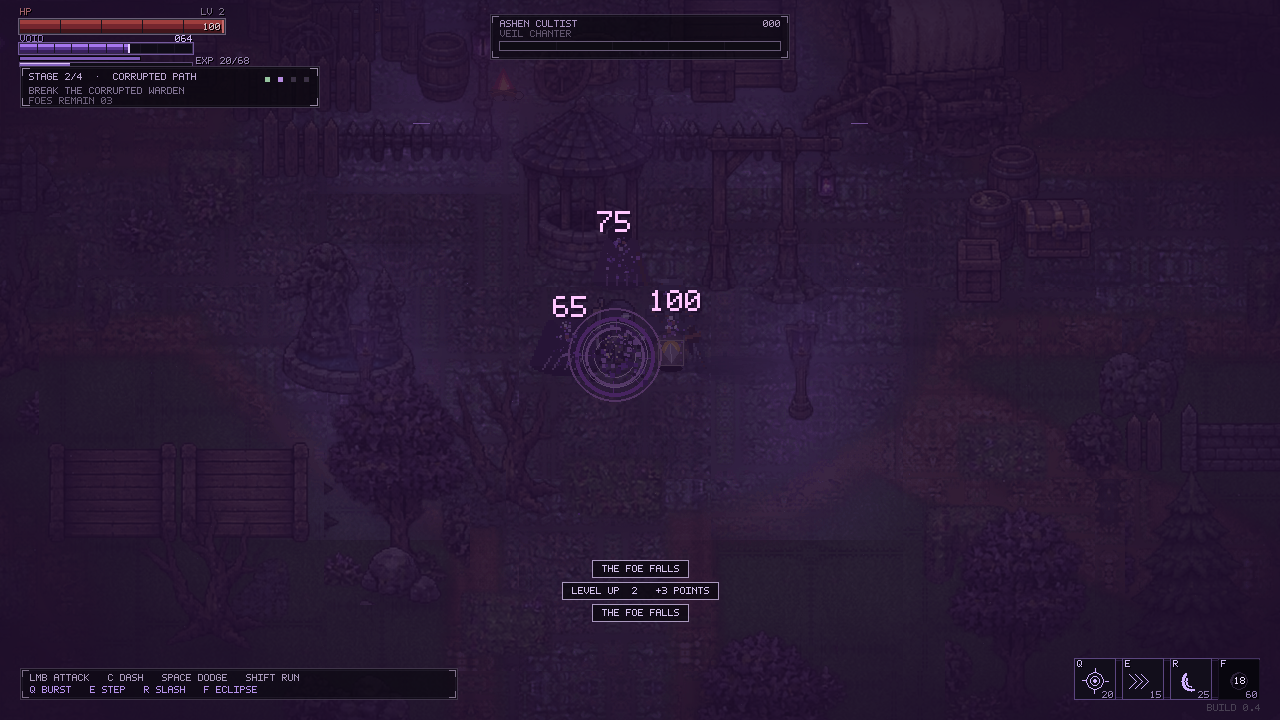 HP LV 2
100
VOID 064
EXP 20/68
STAGE 2/4 · CORRUPTED PATH
BREAK THE CORRUPTED WARDEN
FOES REMAIN 03
ASHEN CULTIST 000
VEIL CHANTER
75
65 100
THE FOE FALLS
LEVEL UP 2 +3 POINTS
THE FOE FALLS
LMB ATTACK C DASH SPACE DODGE SHIFT RUN
Q BURST E STEP R SLASH F ECLIPSE
Q E R F
18
20 15 25 60
BUILD 0.4